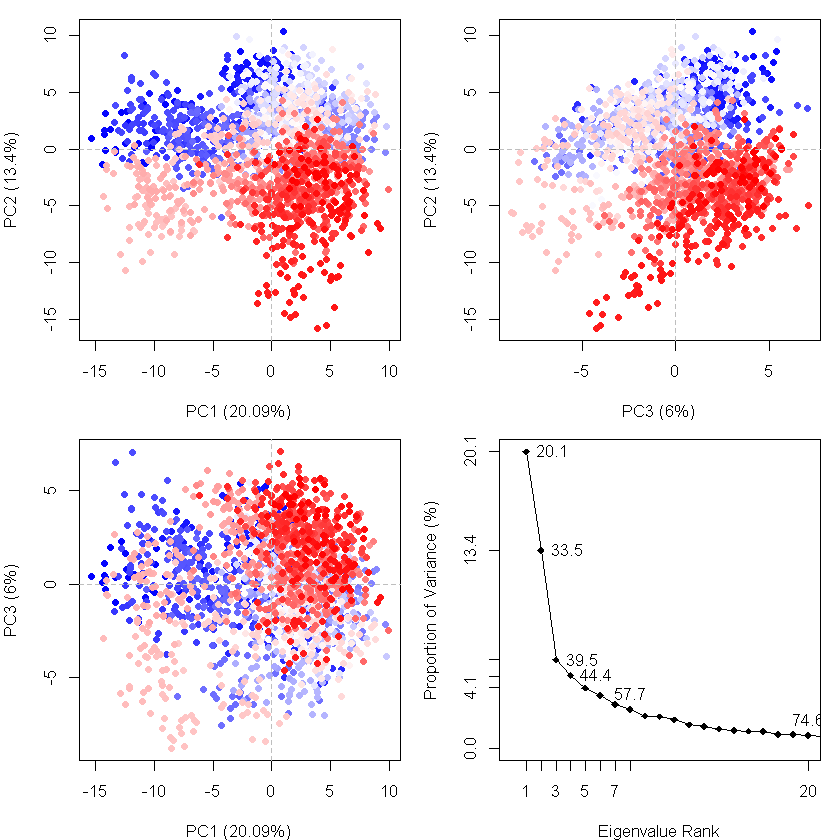 PC2 (13.4%)
10
5
0
-5
-10
-15
-15 -10 -5 0 5 10
PC1 (20.09%)
PC2 (13.4%)
10
5
0
-5
-10
-15
-5 0 5
PC3 (6%)
PC3 (6%)
5
0
-5
-15 -10 -5 0 5 10
PC1 (20.09%)
Proportion of Variance (%)
20.1
13.4
4.1
0.0
20.1
33.5
39.5
44.4
57.7
74.6
1 3 5 7 20
Eigenvalue Rank